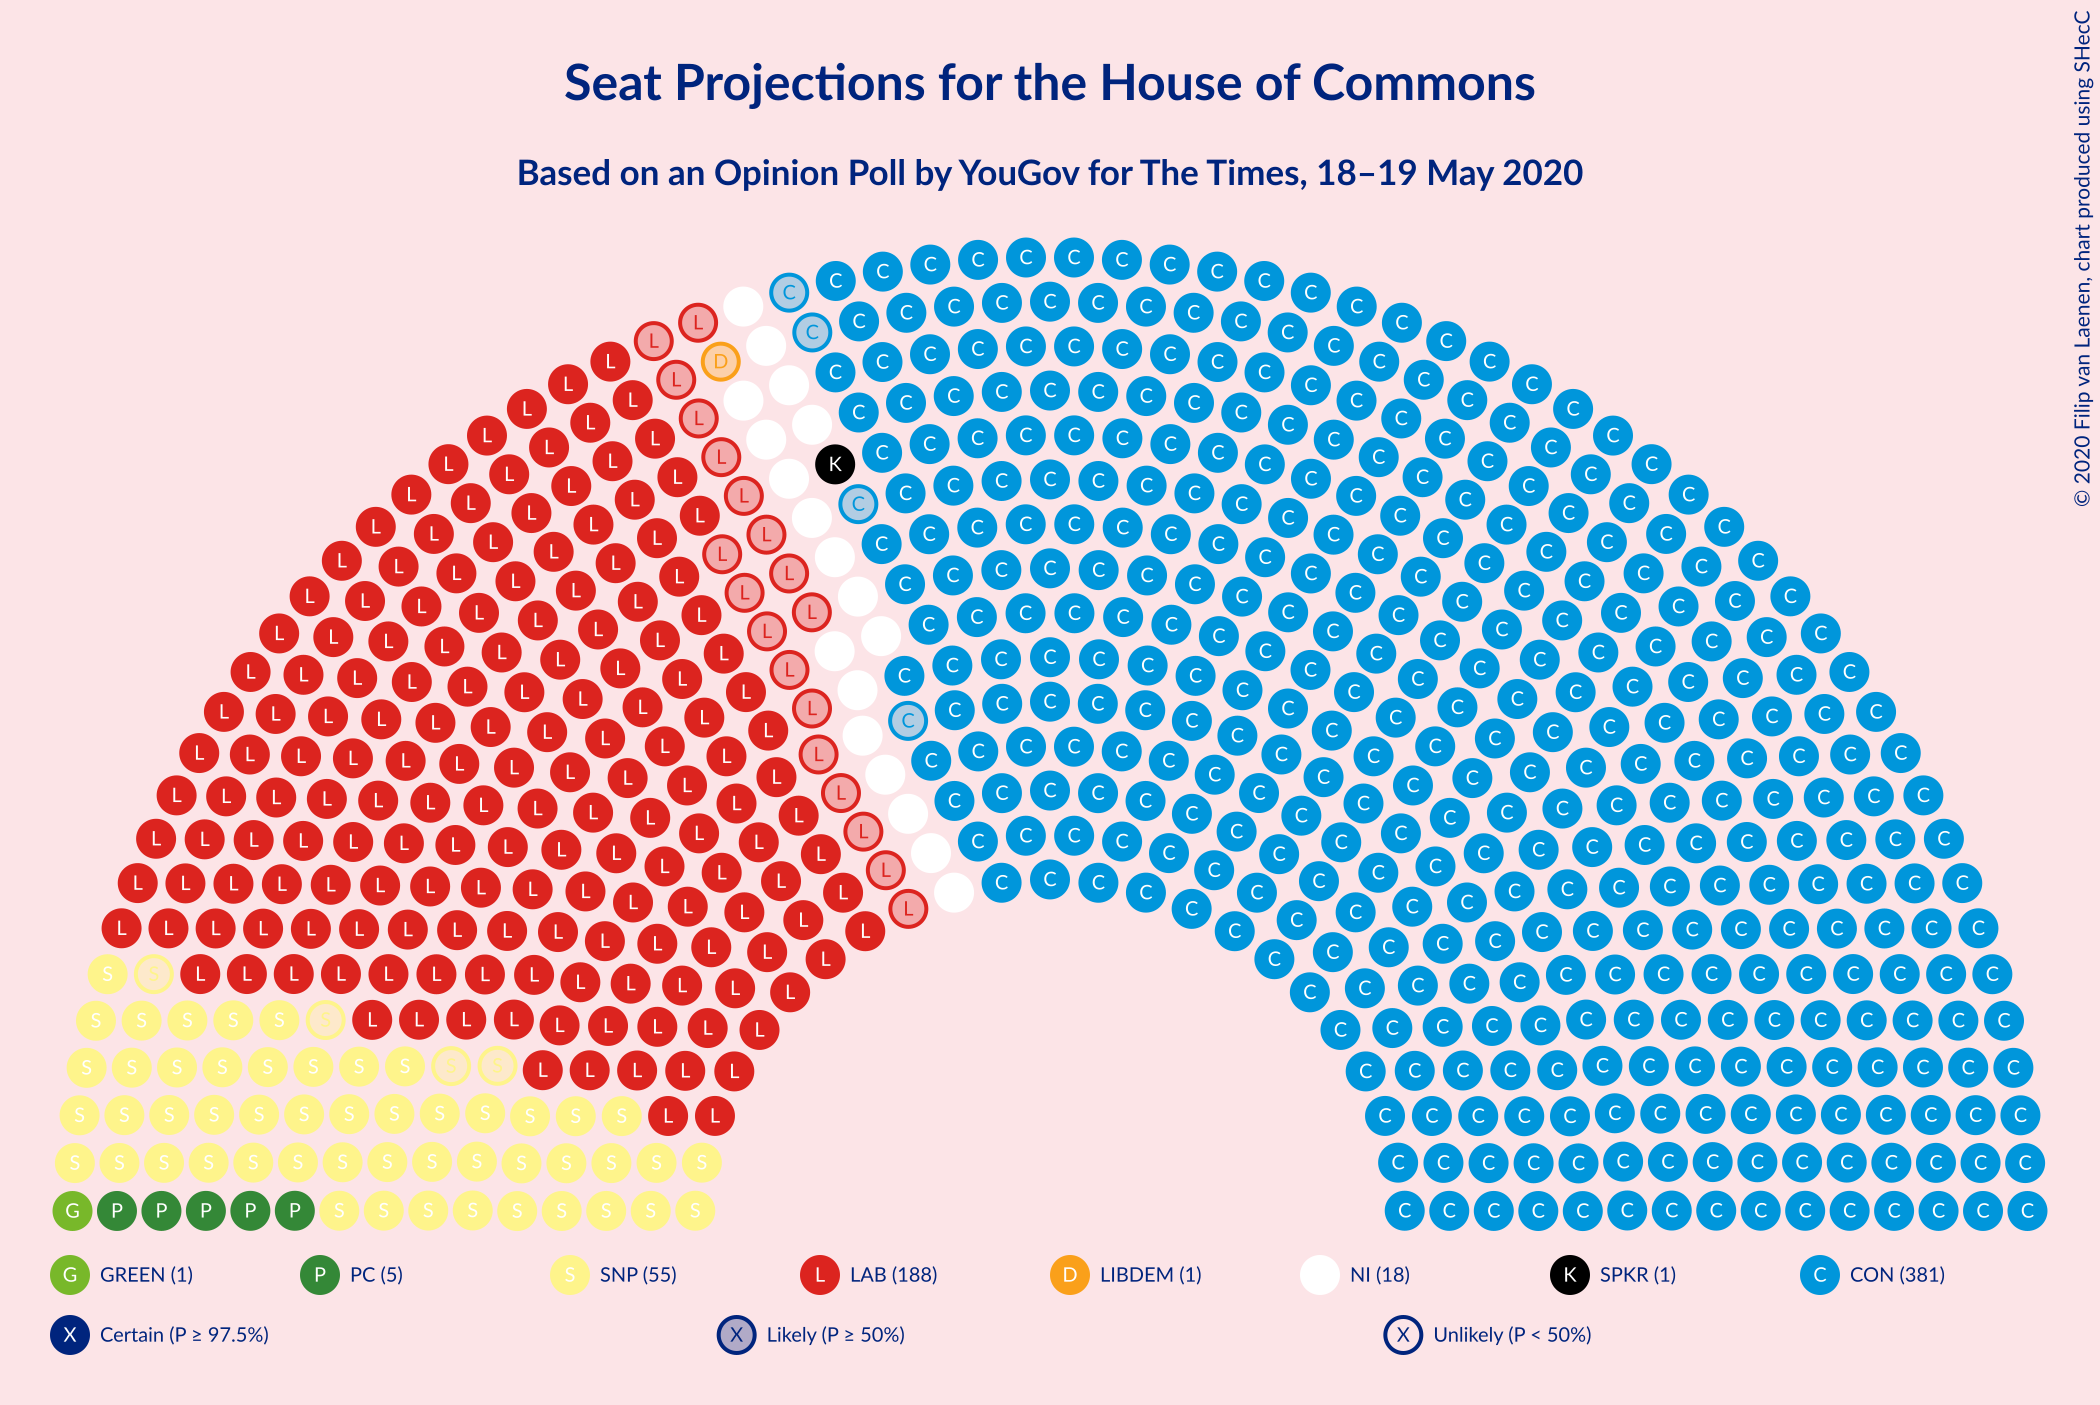 Seat Projections for the House of Commons
Based on an Opinion Poll by YouGov for The Times, 18–19 May 2020
© 2020 Filip van Laenen, chart produced using SHecC
G GREEN (1)
P PC (5)
S SNP (55)
L LAB (188)
D LIBDEM (1)
NI (18)
K SPKR (1)
C CON (381)
X Certain (P ≥ 97.5%)
X Likely (P ≥ 50%)
X Unlikely (P < 50%)